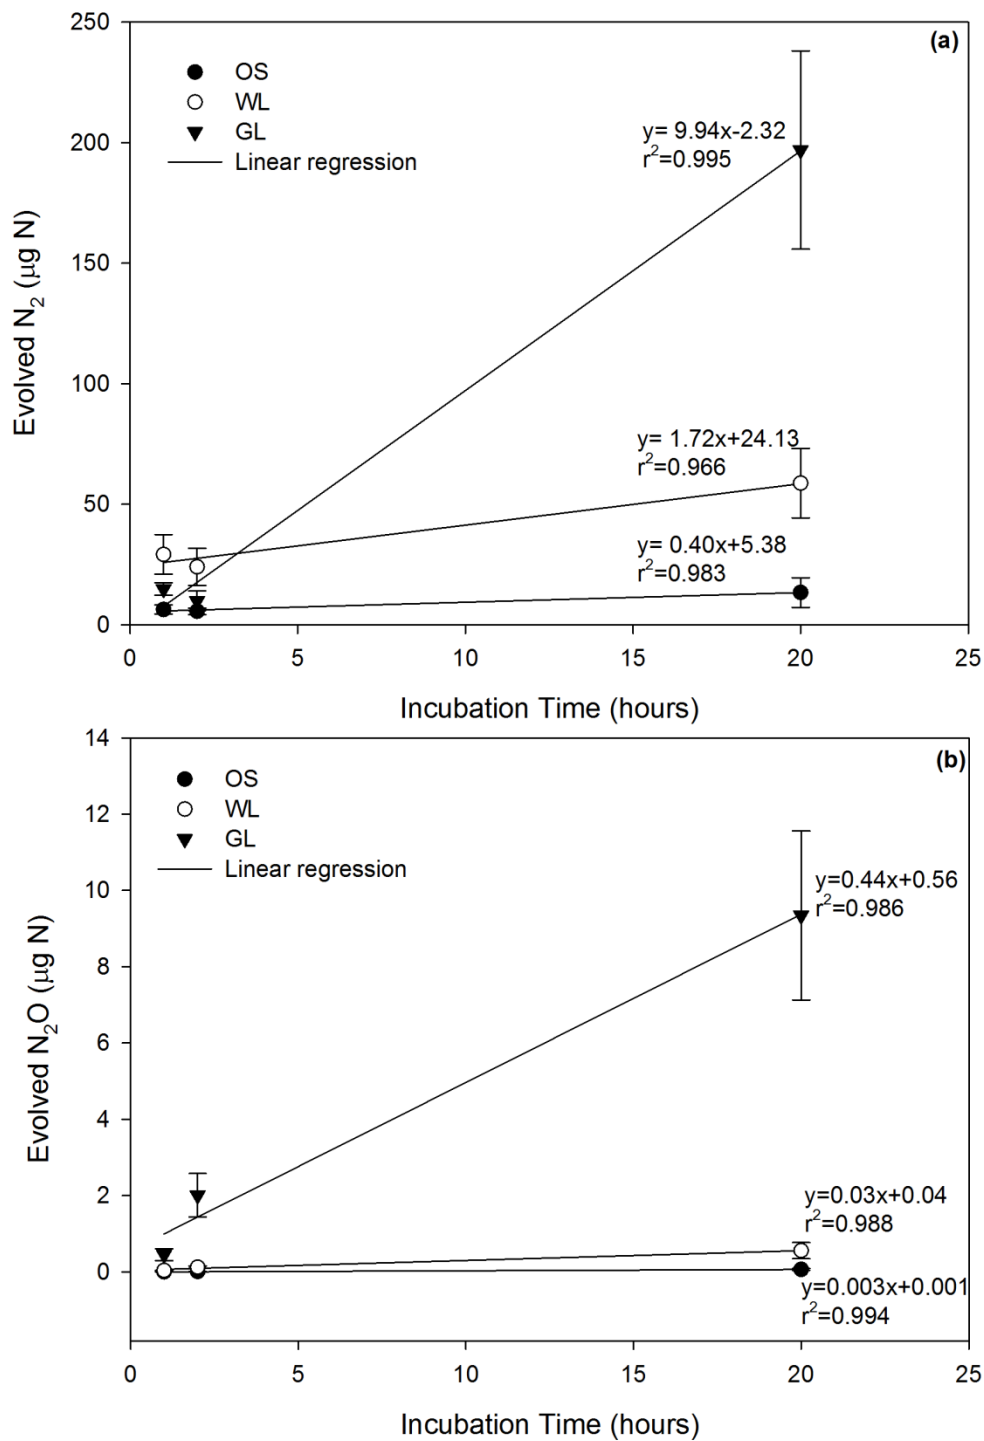 (a)
OS
WL
GL
Linear regression
y= 9.94x-2.32
r²=0.995
y= 1.72x+24.13
r²=0.966
y= 0.40x+5.38
r²=0.983
250
200
150
100
50
0
Evolved N₂ (μg N)
0 5 10 15 20 25
Incubation Time (hours)
(b)
OS
WL
GL
Linear regression
y=0.44x+0.56
r²=0.986
y=0.03x+0.04
r²=0.988
y=0.003x+0.001
r²=0.994
14
12
10
8
6
4
2
0
Evolved N₂O (μg N)
0 5 10 15 20 25
Incubation Time (hours)